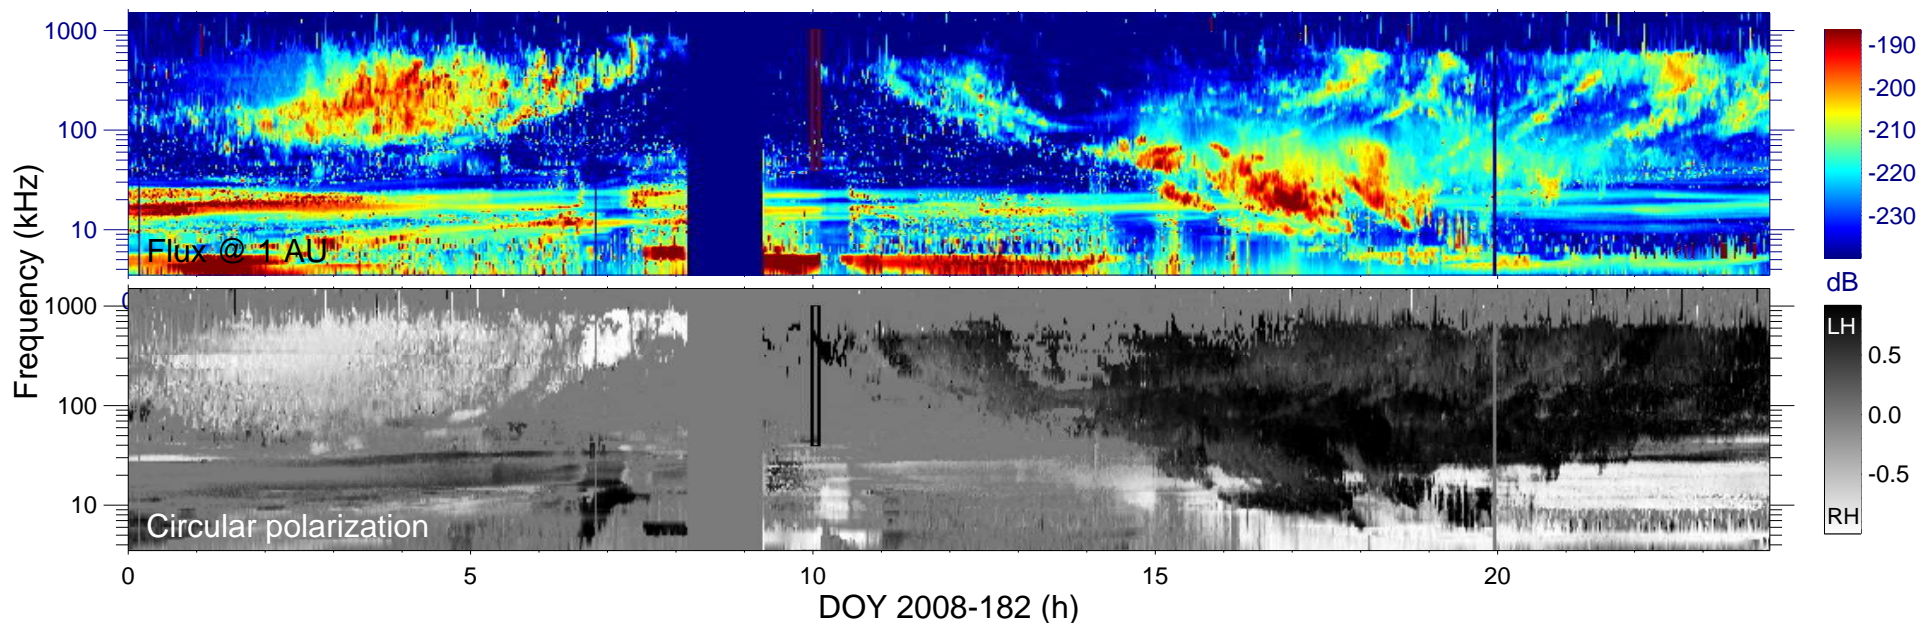 1000
100
10
Flux @ 1 AU
-190
-200
-210
-220
-230
dB
Frequency (kHz)
0
1000
100
10
Circular polarization
LH
0.5
0.0
-0.5
RH
0 5 10 15 20
DOY 2008-182 (h)